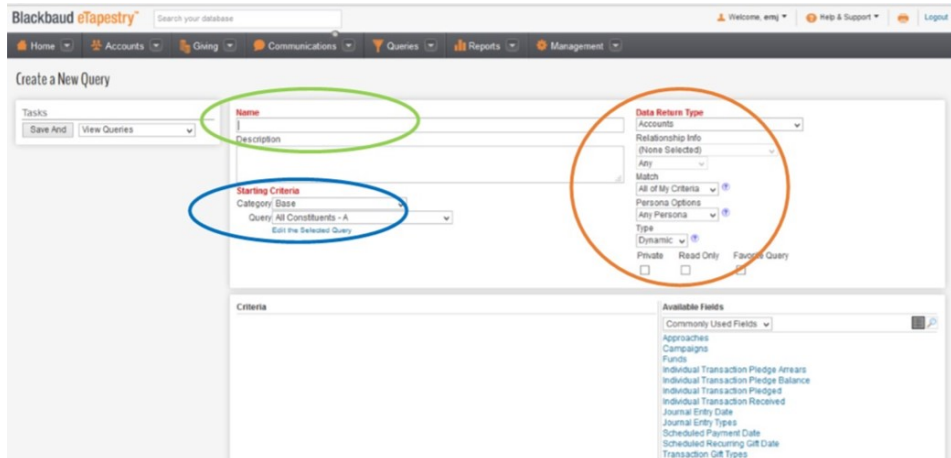 Blackbaud eTapestry™ Search your database Welcome, emj Help & Support Logout
Home Accounts Giving Communications Queries Reports Management
Create a New Query
Tasks
Save And View Queries
Name
Description
Starting Criteria
Category Base
Query All Constituents - A
Edit the Selected Query
Data Return Type
Accounts
Relationship Info
(None Selected)
Any
Match
All of My Criteria
Persona Options
Any Persona
Type
Dynamic
Private Read Only Favorite Query
Criteria
Available Fields
Commonly Used Fields
Approaches
Campaigns
Funds
Individual Transaction Pledge Arrears
Individual Transaction Pledge Balance
Individual Transaction Pledged
Individual Transaction Received
Journal Entry Date
Journal Entry Types
Scheduled Payment Date
Scheduled Recurring Gift Date
Transaction Gift Types